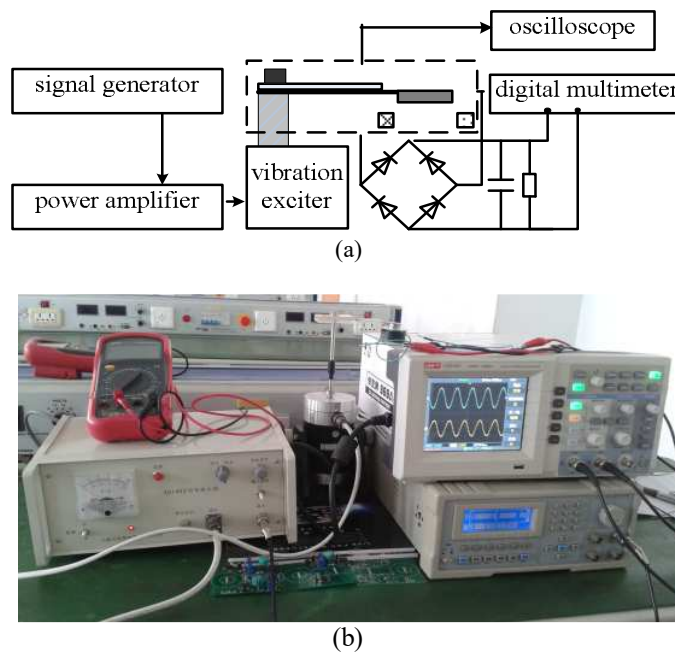 oscilloscope
signal generator
digital multimeter
power amplifier
vibration
exciter
(a)
(b)